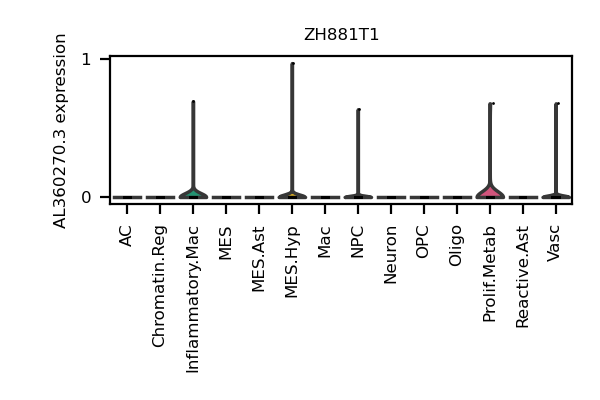 ZH881T1
AL360270.3 expression
1
0
AC
Chromatin.Reg
Inflammatory.Mac
MES
MES.Ast
MES.Hyp
Mac
NPC
Neuron
OPC
Oligo
Prolif.Metab
Reactive.Ast
Vasc